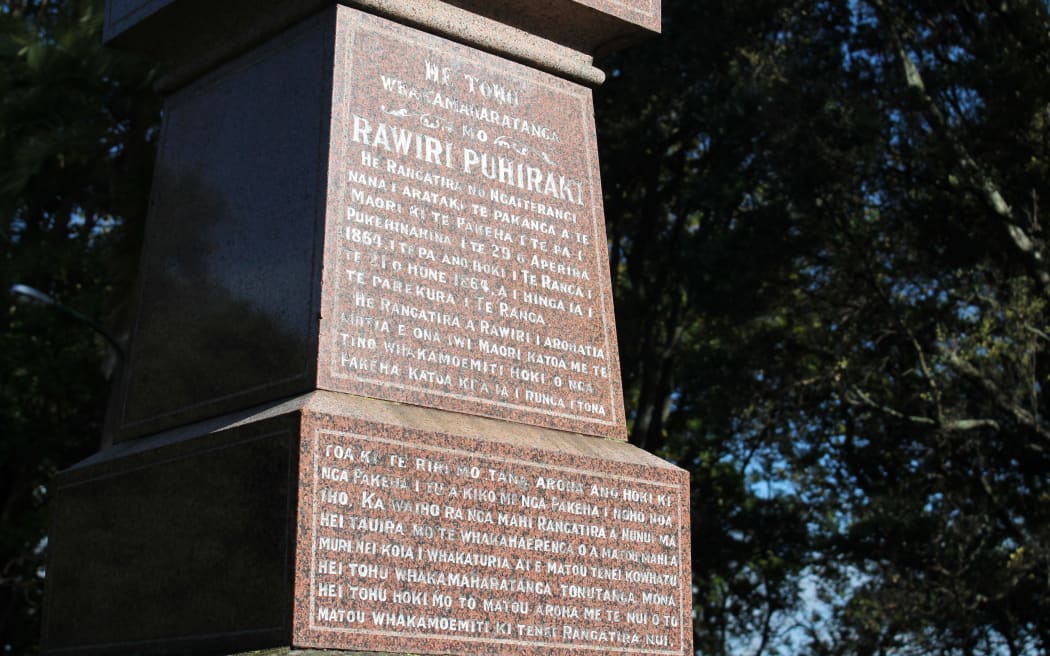 HE TOHU
WHAKAMAHARATANGA
MO
RAWIRI PUHIRAKI
HE RANGATIRA NO NGAITERANGI
NANA I ARATAKI TE PAKANGA A TE
MAORI KI TE PAKEHA I TE PA I
PUKEHINAHINA I TE 29 O APERIRA
1864, I TE PA ANO HOKI I TE RANGA I
TE 21 O HUNE 1864, A I HINGA IA I
TE PAREKURA I TE RANGA
HE RANGATIRA A RAWIRI I AROHATIA
NUITIA E ONA IWI MAORI KATOA ME TE
TINO WHAKAMOEMITI HOKI O NGA
PAKEHA KATOA KI A IA I RUNGA I TONA
TOA KI TE RIRI MO TANA AROHA ANO HOKI KI
NGA PAKEHA I TU A-KIKO ME NGA PAKEHA I NOHO NOA
IHO. KA WAIHO RA NGA MAHI RANGATIRA A NUNUI MA
HEI TAUIRA MO TE WHAKAHAERENGA O A MATOU MAHI A
MURI NEI KOIA I WHAKATURIA AI E MATOU TENEI KOWHATU
HEI TOHU WHAKAMAHARATANGA TONUTANGA MONA
HEI TOHU HOKI MO TO MATOU AROHA ME TE NUI O TO
MATOU WHAKAMOEMITI KI TENEI RANGATIRA NUI.